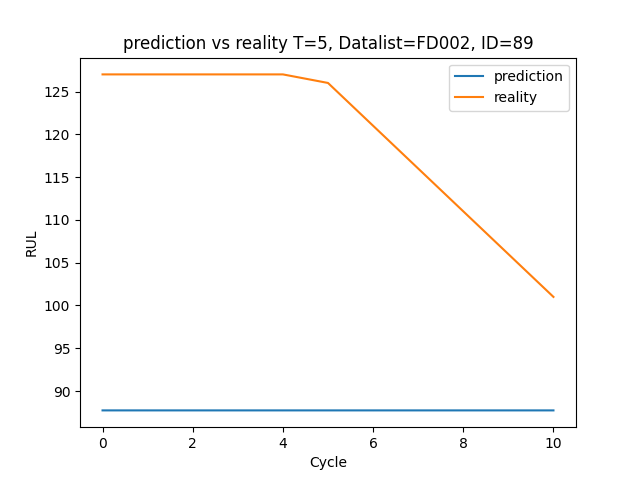 prediction vs reality T=5, Datalist=FD002, ID=89
prediction
reality
RUL
125
120
115
110
105
100
95
90
0 2 4 6 8 10
Cycle